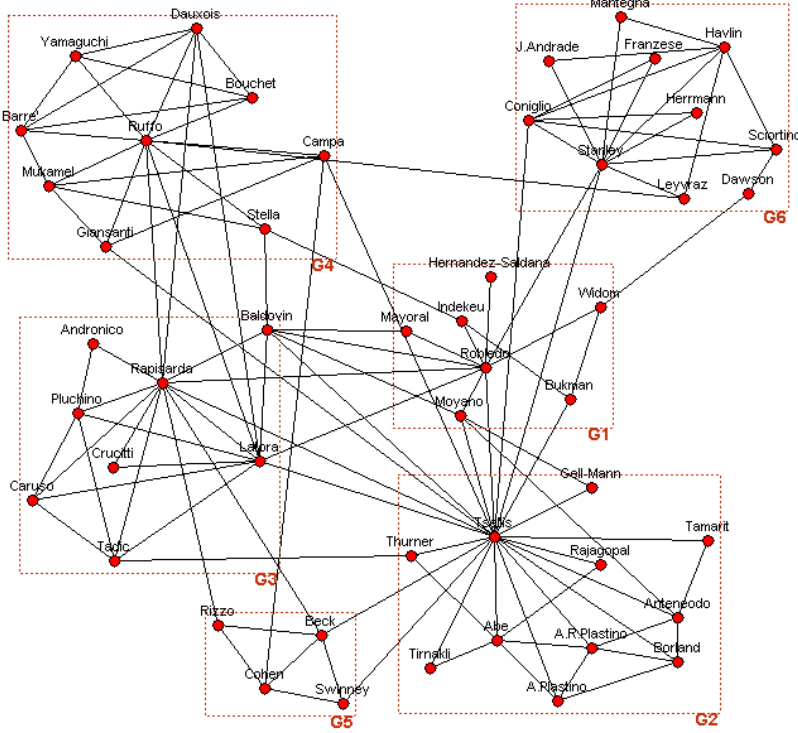 Mantegna
Dauxois
Yamaguchi
Havlin
J.Andrade
Franzese
Bouchet
Herrmann
Coniglio
Barre'
Ruffo
Campa
Stanley
Sciortino
Mukamel
Leyvraz
Dawson
Stella
Giansanti
G6
G4
Hernandez-Saldana
Indekeu
Widom
Baldovin
Mayoral
Andronico
Robledo
Rapisarda
Bukman
Pluchino
Moyano
G1
Latora
Crucitti
Gell-Mann
Caruso
Tsallis
Tamarit
Tadic
Thurner
Rajagopal
G3
Rizzo
Beck
Anteneodo
Abe
A.R.Plastino
Borland
Tirnakli
Cohen
Swinney
A.Plastino
G5
G2